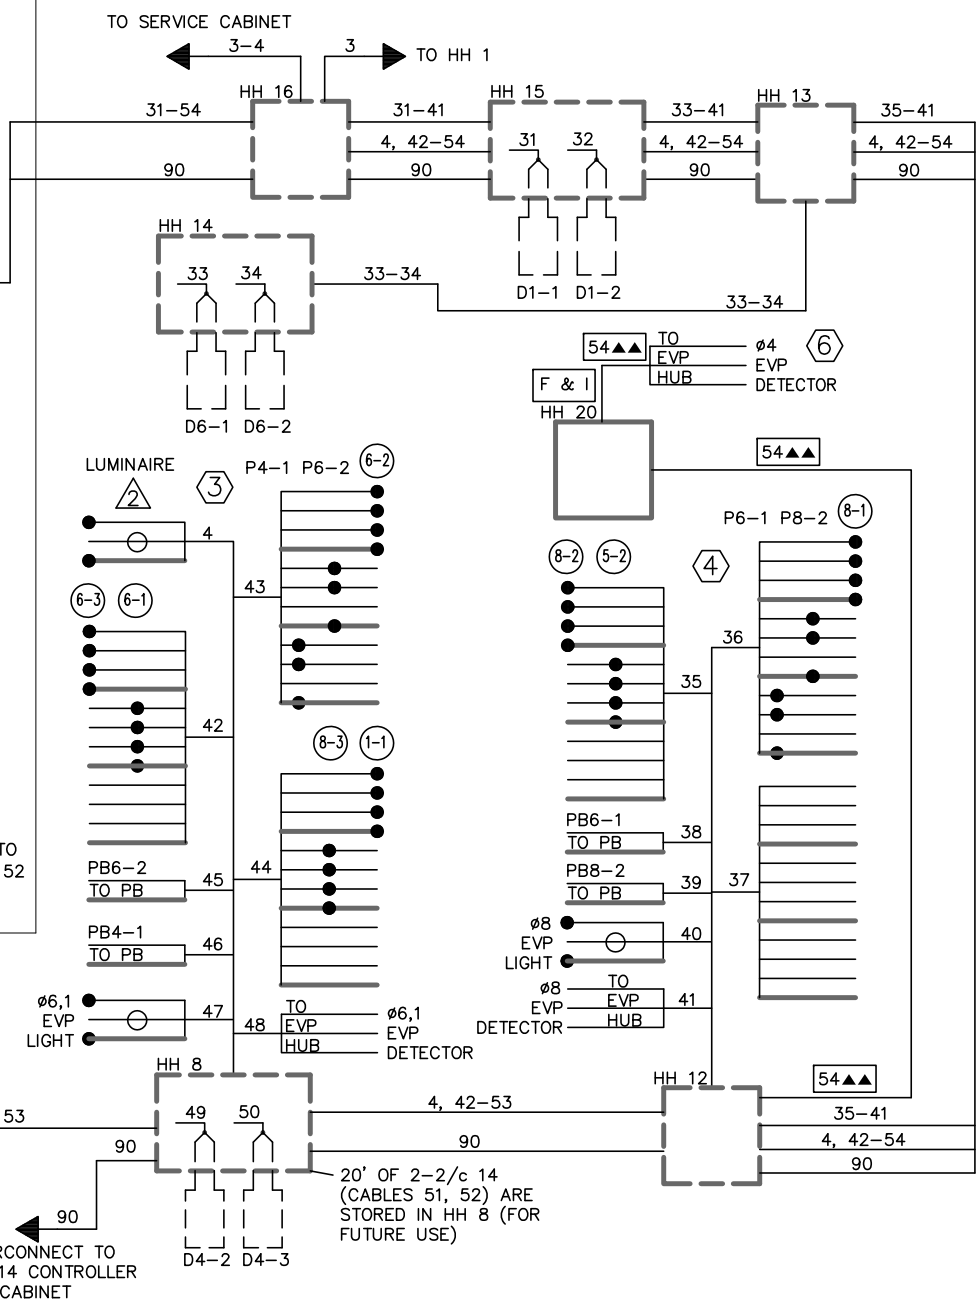 TO SERVICE CABINET
3-4
3
TO HH 1
HH 16
HH 15
HH 13
31-54
31-41
33-41
35-41
4, 42-54
4, 42-54
4, 42-54
90
90
90
90
31
32
HH 14
33
34
33-34
33-34
D1-1
D1-2
D6-1
D6-2
54▲▲
TO
EVP
HUB
ø4
EVP
DETECTOR
6
F & I
HH 20
54▲▲
LUMINAIRE
2
3
P4-1
P6-2
6-2
4
43
6-3
6-1
42
8-3
1-1
44
PB6-2
TO PB
45
PB4-1
TO PB
46
ø6,1
EVP
LIGHT
47
48
TO
EVP
HUB
ø6,1
EVP
DETECTOR
P6-1
P8-2
8-1
8-2
5-2
4
36
35
PB6-1
TO PB
38
PB8-2
TO PB
39
37
ø8
EVP
LIGHT
40
ø8
EVP
DETECTOR
TO
EVP
HUB
41
TO
52
HH 8
HH 12
54▲▲
53
49
50
4, 42-53
35-41
4, 42-54
90
90
90
90
20' OF 2-2/c 14
(CABLES 51, 52) ARE
STORED IN HH 8 (FOR
FUTURE USE)
D4-2
D4-3
RCONNECT TO
14 CONTROLLER
CABINET